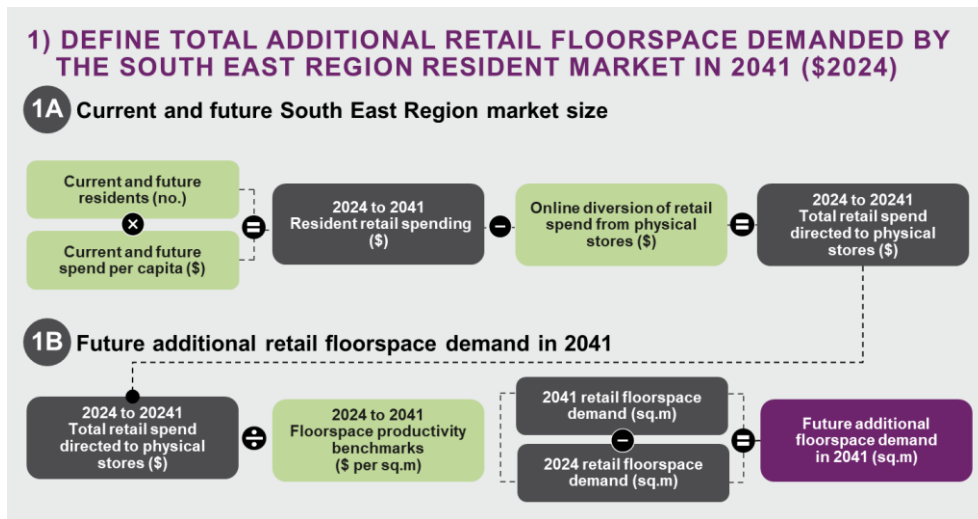 1) DEFINE TOTAL ADDITIONAL RETAIL FLOORSPACE DEMANDED BY
THE SOUTH EAST REGION RESIDENT MARKET IN 2041 ($2024)
1A Current and future South East Region market size
Current and future
residents (no.)
×
Current and future
spend per capita ($)
=
2024 to 2041
Resident retail spending
($)
−
Online diversion of retail
spend from physical
stores ($)
=
2024 to 20241
Total retail spend
directed to physical
stores ($)
1B Future additional retail floorspace demand in 2041
2024 to 20241
Total retail spend
directed to physical
stores ($)
÷
2024 to 2041
Floorspace productivity
benchmarks
($ per sq.m)
2041 retail floorspace
demand (sq.m)
−
2024 retail floorspace
demand (sq.m)
=
Future additional
floorspace demand
in 2041 (sq.m)